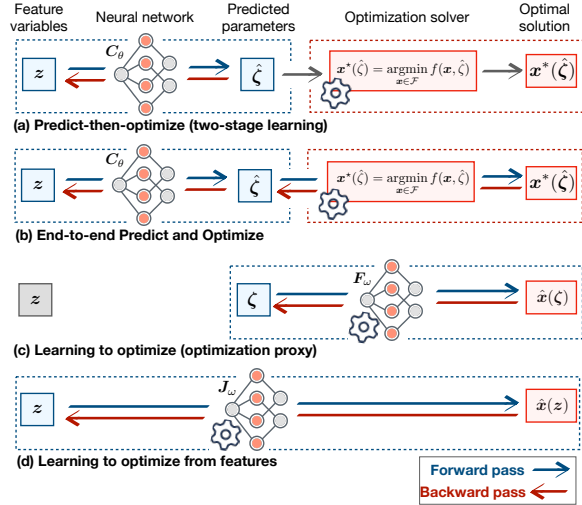 Feature variables
Neural network
Predicted parameters
Optimization solver
Optimal solution
C_θ
z
ζ̂
x*(ζ̂) = argmin f(x, ζ̂)
x∈F
x*(ζ̂)
(a) Predict-then-optimize (two-stage learning)
C_θ
z
ζ̂
x*(ζ̂) = argmin f(x, ζ̂)
x∈F
x*(ζ̂)
(b) End-to-end Predict and Optimize
F_ω
z
ζ
x̂(ζ)
(c) Learning to optimize (optimization proxy)
J_ω
z
x̂(z)
(d) Learning to optimize from features
Forward pass
Backward pass